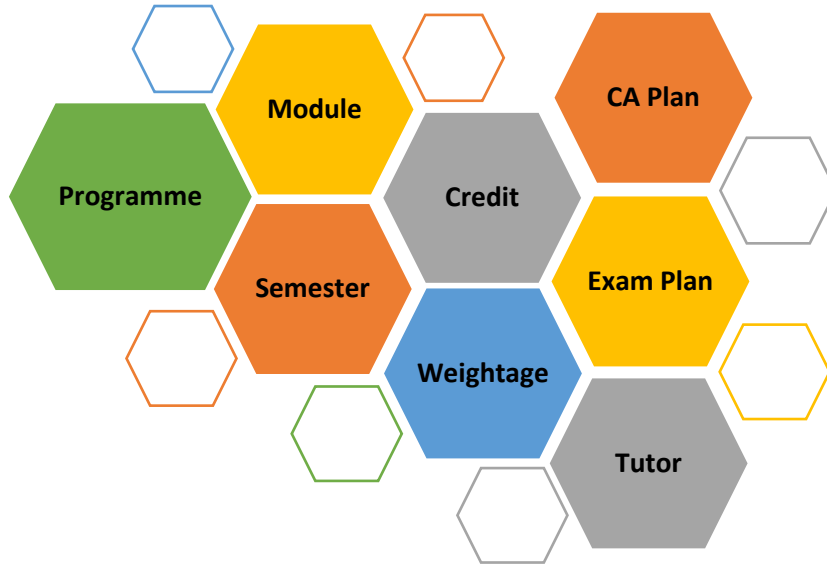 Programme
Module
Semester
Credit
Weightage
CA Plan
Exam Plan
Tutor